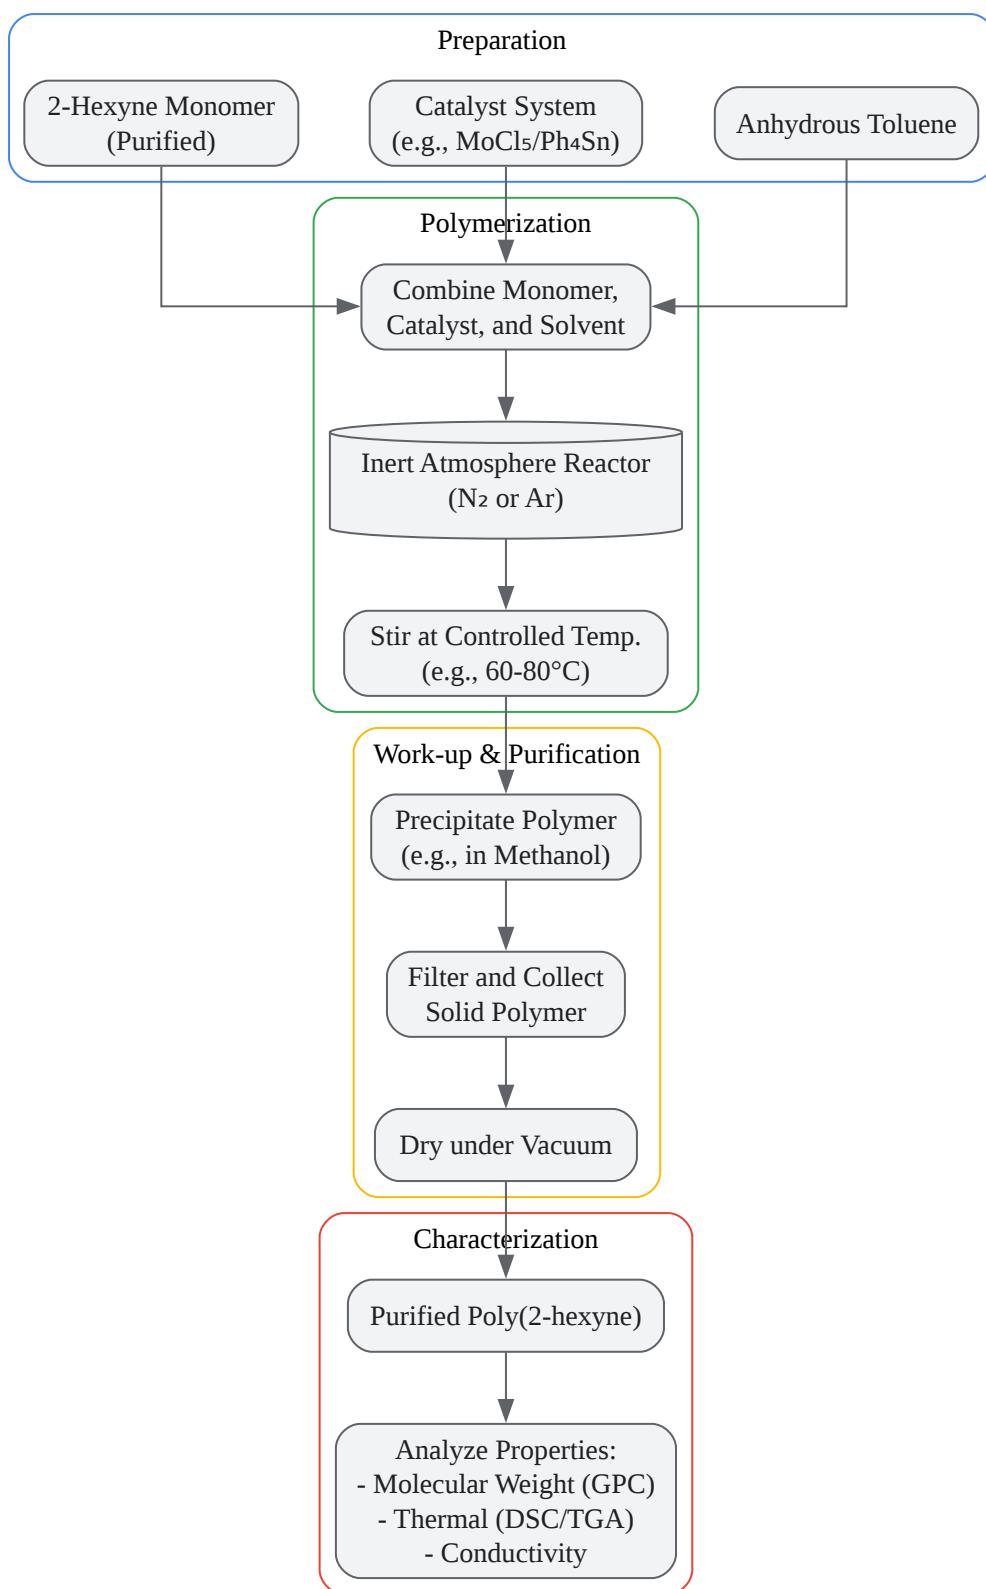 Preparation
2-Hexyne Monomer
(Purified)
Catalyst System
(e.g., MoCl₅/Ph₄Sn)
Anhydrous Toluene
Polymerization
Combine Monomer,
Catalyst, and Solvent
Inert Atmosphere Reactor
(N₂ or Ar)
Stir at Controlled Temp.
(e.g., 60-80°C)
Work-up & Purification
Precipitate Polymer
(e.g., in Methanol)
Filter and Collect
Solid Polymer
Dry under Vacuum
Characterization
Purified Poly(2-hexyne)
Analyze Properties:
- Molecular Weight (GPC)
- Thermal (DSC/TGA)
- Conductivity